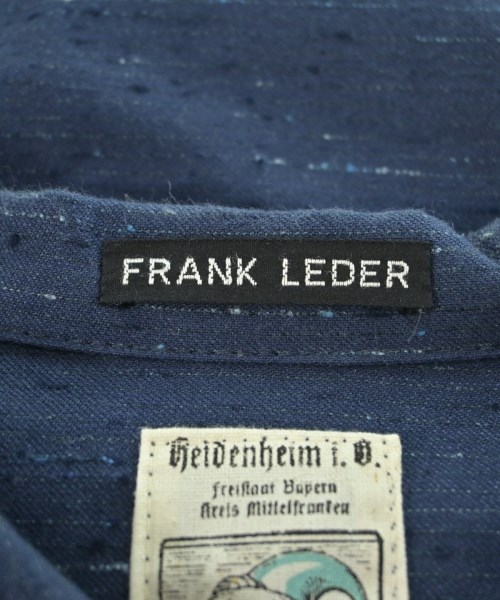 FRANK LEDER
Heidenheim i. B.
Freistaat Bayern
Kreis Mittelfranken